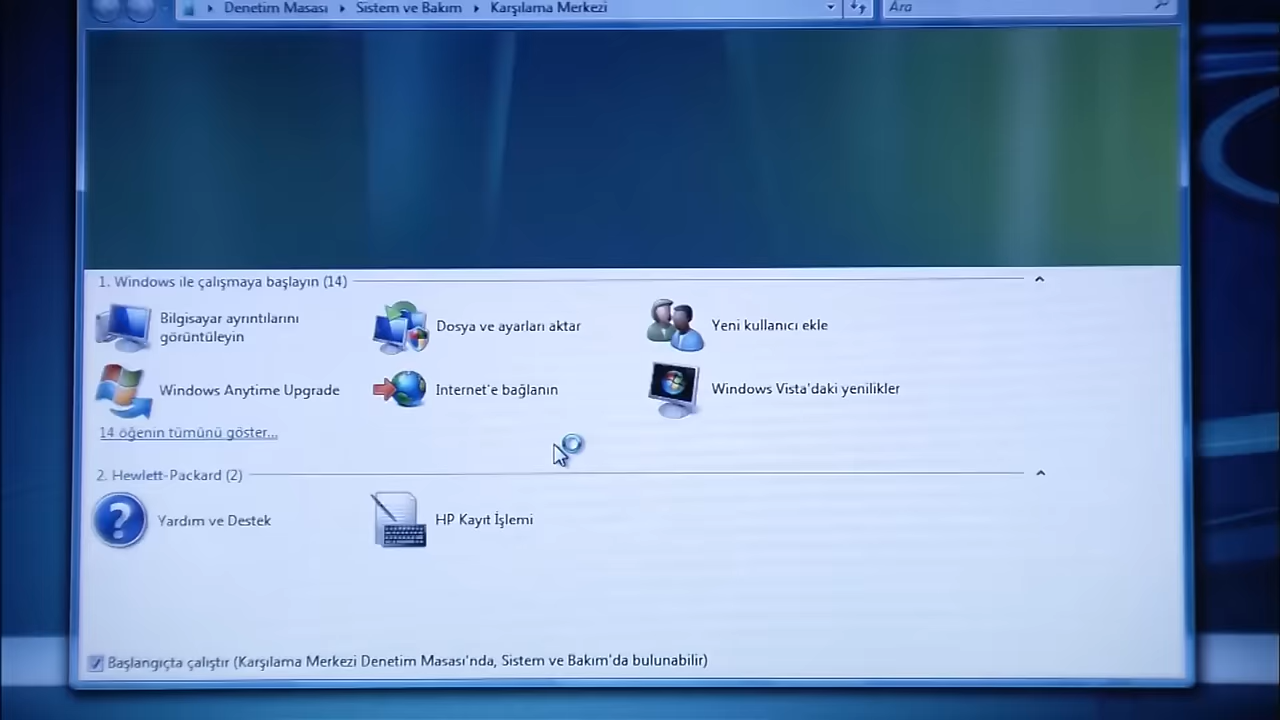 Denetim Masası Sistem ve Bakım Karşılama Merkezi Ara
1. Windows ile çalışmaya başlayın (14)
Bilgisayar ayrıntılarını
görüntüleyin
Dosya ve ayarları aktar
Yeni kullanıcı ekle
Windows Anytime Upgrade
Internet'e bağlanın
Windows Vista'daki yenilikler
14 öğenin tümünü göster...
2. Hewlett-Packard (2)
Yardım ve Destek
HP Kayıt İşlemi
Başlangıçta çalıştır (Karşılama Merkezi Denetim Masası'nda, Sistem ve Bakım'da bulunabilir)